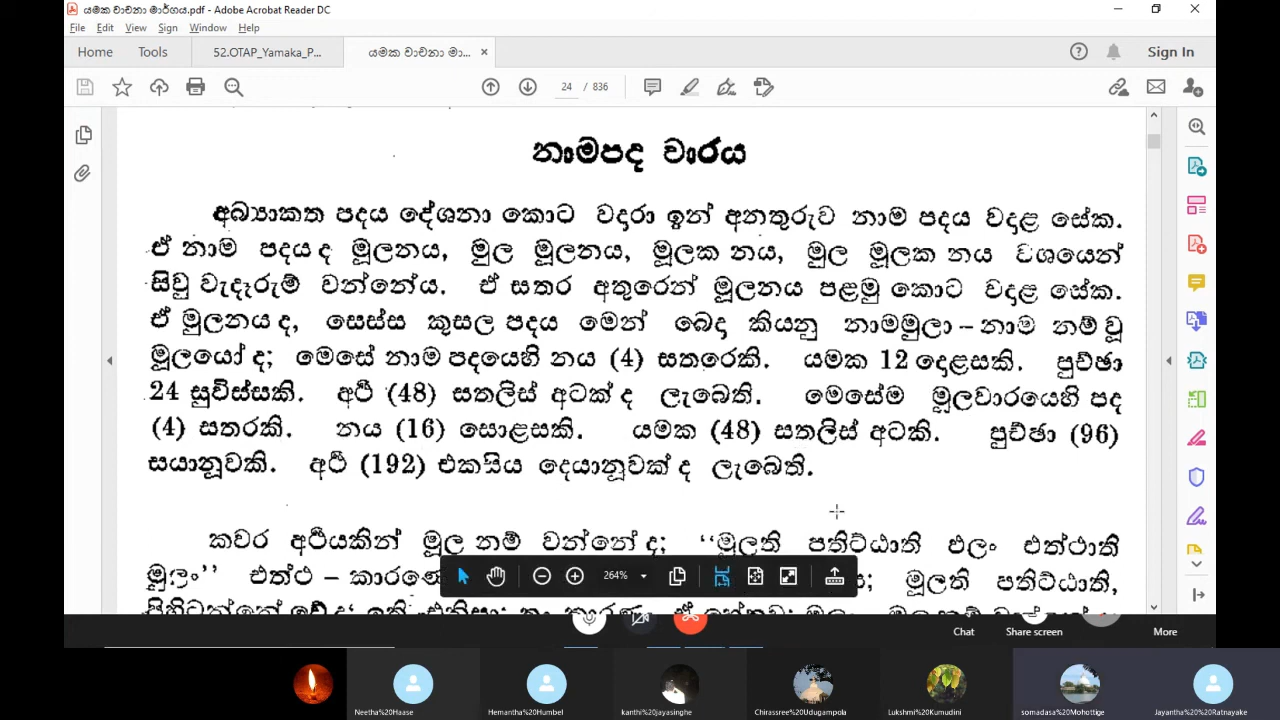 යමක වාචනා මාර්ගය.pdf - Adobe Acrobat Reader DC
File Edit View Sign Window Help
Home Tools 52.OTAP_Yamaka_P... යමක වාචනා මා... Sign In
24 / 836
නාමපද වාරය
අබ්‍යාකත පදය දේශනා කොට වදාරා ඉන් අනතුරුව නාම පදය වදාළ සේක.
ඒ නාම පදය ද මූලනය, මූල මූලනය, මූලක නය, මූල මූලක නය වශයෙන්
සිවු වැදෑරුම් වන්නේය. ඒ සතර අතුරෙන් මූලනය පළමු කොට වදාළ සේක.
ඒ මූලනය ද, සෙස්ස කුසල පදය මෙන් බෙදා කියනු නාමමූලා – නාම නම් වූ
මූලයෝ ද; මෙසේ නාම පදයෙහි නය (4) සතරෙකි. යමක 12 දොළසකි. පුච්ඡා
24 සුවිස්සකි. අර්‍ථ (48) සතලිස් අටක් ද ලැබෙති. මෙසේම මූලවාරයෙහි පද
(4) සතරකි. නය (16) සොළසකි. යමක (48) සතලිස් අටකි. පුච්ඡා (96)
සයානූවකි. අර්‍ථ (192) එකසිය දෙයානූවක් ද ලැබෙති.
කවර අර්‍ථයකින් මූල නම් වන්නේ ද; “මූලති පතිට්ඨාති ඵලං එත්ථාති
මූලං” එත්ථ – කාරණෙ මූලති පතිට්ඨාති,
264%
Chat Share screen More
Neetha%20Haase Hemantha%20Humbel kanthi%20jayasinghe Chirassree%20Udugampola Lukshmi%20Kumudini somadasa%20Mohottige Jayantha%20%20Ratnayake